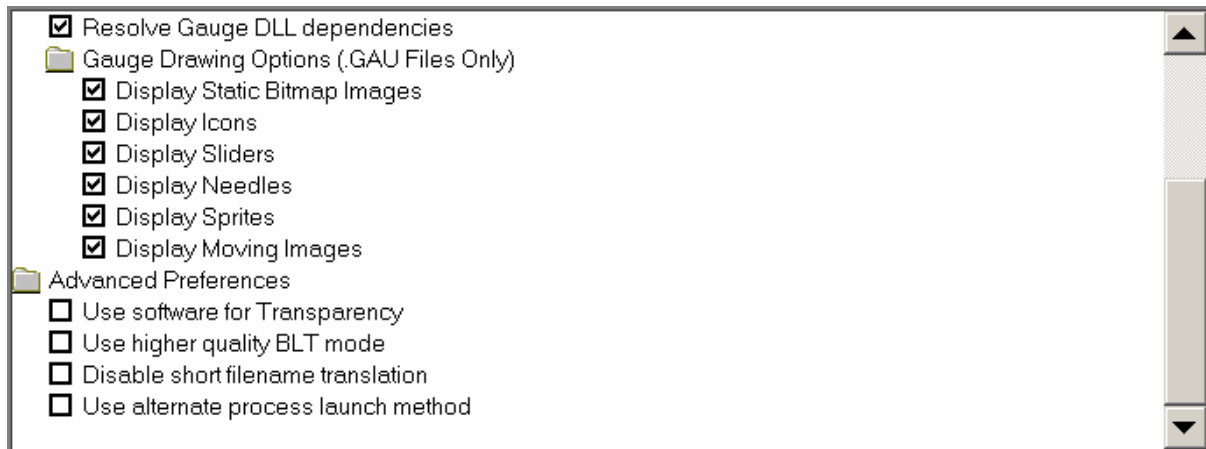 Resolve Gauge DLL dependencies
Gauge Drawing Options (.GAU Files Only)
Display Static Bitmap Images
Display Icons
Display Sliders
Display Needles
Display Sprites
Display Moving Images
Advanced Preferences
Use software for Transparency
Use higher quality BLT mode
Disable short filename translation
Use alternate process launch method